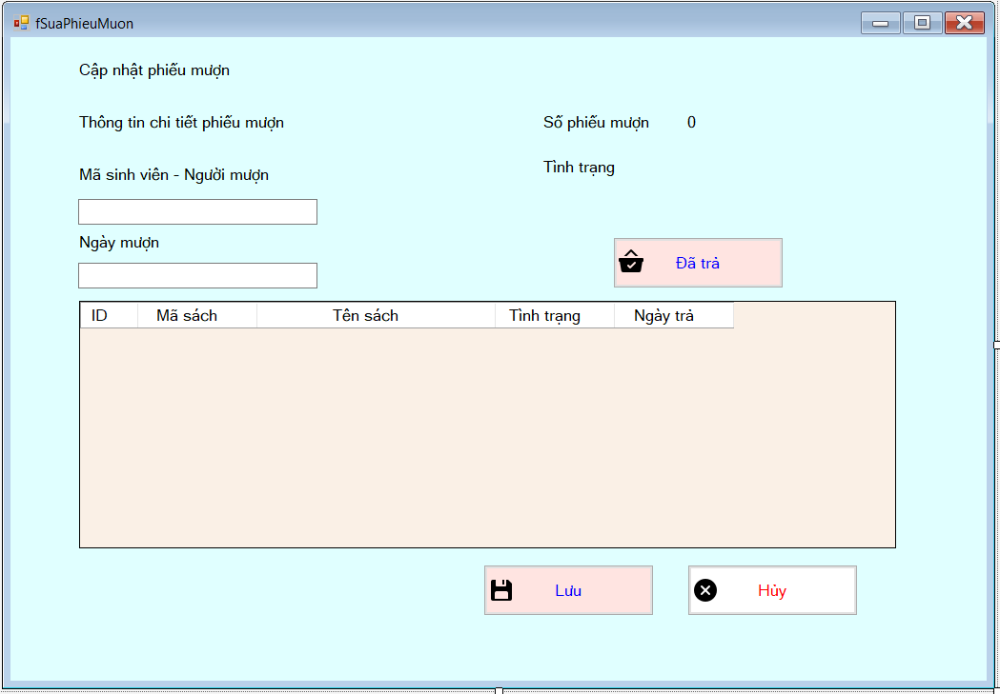 fSuaPhieuMuon
Cập nhật phiếu mượn
Thông tin chi tiết phiếu mượn
Số phiếu mượn 0
Tình trạng
Mã sinh viên - Người mượn
Ngày mượn
Đã trả
ID Mã sách Tên sách Tình trạng Ngày trả
Lưu Hủy